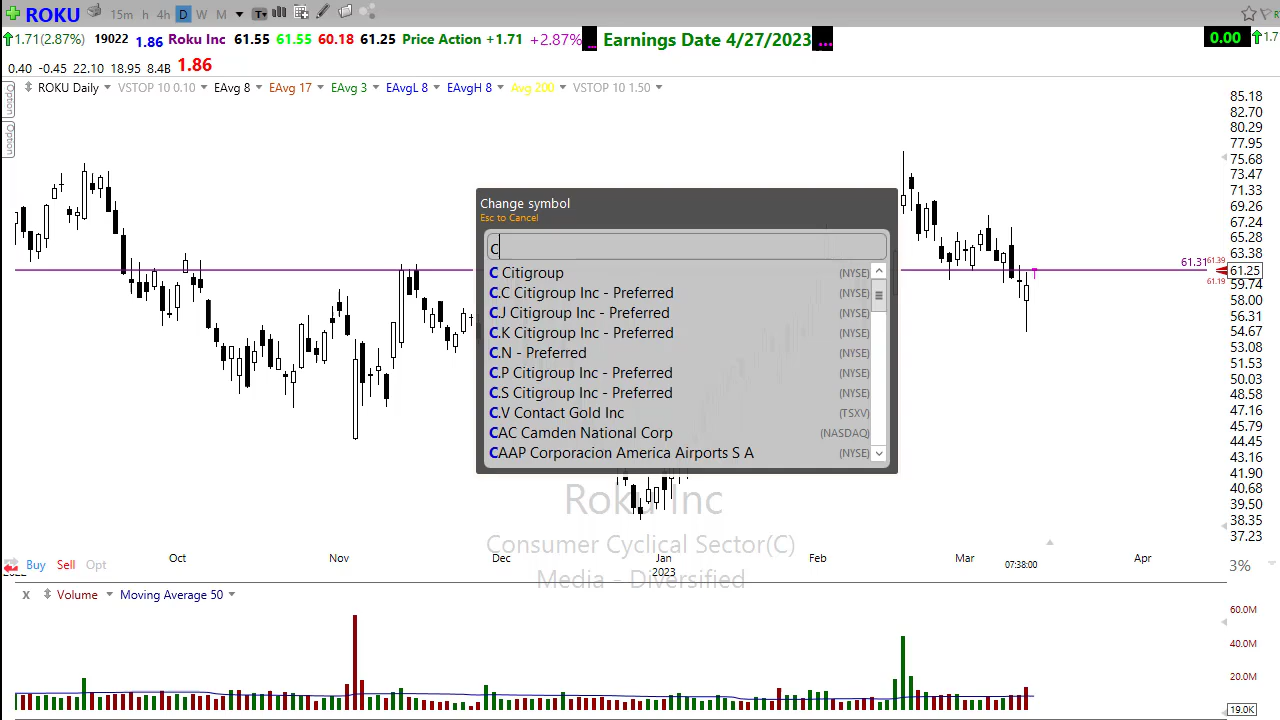 ROKU 15m h 4h D W M
1.71(2.87%) 19022 1.86 Roku Inc 61.55 61.55 60.18 61.25 Price Action +1.71 +2.87% ... Earnings Date 4/27/2023 ... 0.00 1.7
0.40 -0.45 22.10 18.95 8.4B 1.86
Option
Option
ROKU Daily VSTOP 10 0.10 EAvg 8 EAvg 17 EAvg 3 EAvgL 8 EAvgH 8 Avg 200 VSTOP 10 1.50
Change symbol
Esc to Cancel
C
C Citigroup (NYSE)
C.C Citigroup Inc - Preferred (NYSE)
C.J Citigroup Inc - Preferred (NYSE)
C.K Citigroup Inc - Preferred (NYSE)
C.N - Preferred (NYSE)
C.P Citigroup Inc - Preferred (NYSE)
C.S Citigroup Inc - Preferred (NYSE)
C.V Contact Gold Inc (TSXV)
CAC Camden National Corp (NASDAQ)
CAAP Corporacion America Airports S A (NYSE)
85.18
82.70
80.29
77.95
75.68
73.47
71.33
69.26
67.24
65.28
63.38
61.31
61.39
61.25
61.19
59.74
58.00
56.31
54.67
53.08
51.53
50.03
48.58
47.16
45.79
44.45
43.16
41.90
40.68
39.50
38.35
37.23
Roku Inc
Consumer Cyclical Sector(C)
Media - Diversified
Oct Nov Dec Jan Feb Mar Apr
2023 07:38:00
Buy Sell Opt 3%
X Volume Moving Average 50
60.0M
40.0M
20.0M
19.0K